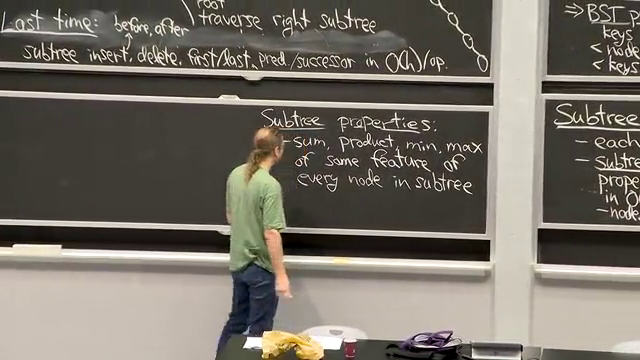 root
traverse right subtree
Last time: before, after
subtree insert, delete, first/last, pred./successor in O(h)/op.
Subtree properties:
- sum, product, min, max
of some feature of
every node in subtree
⇒ BST
keys
< node
< keys
Subtree
- each
- Subtree
prope
in O
- node